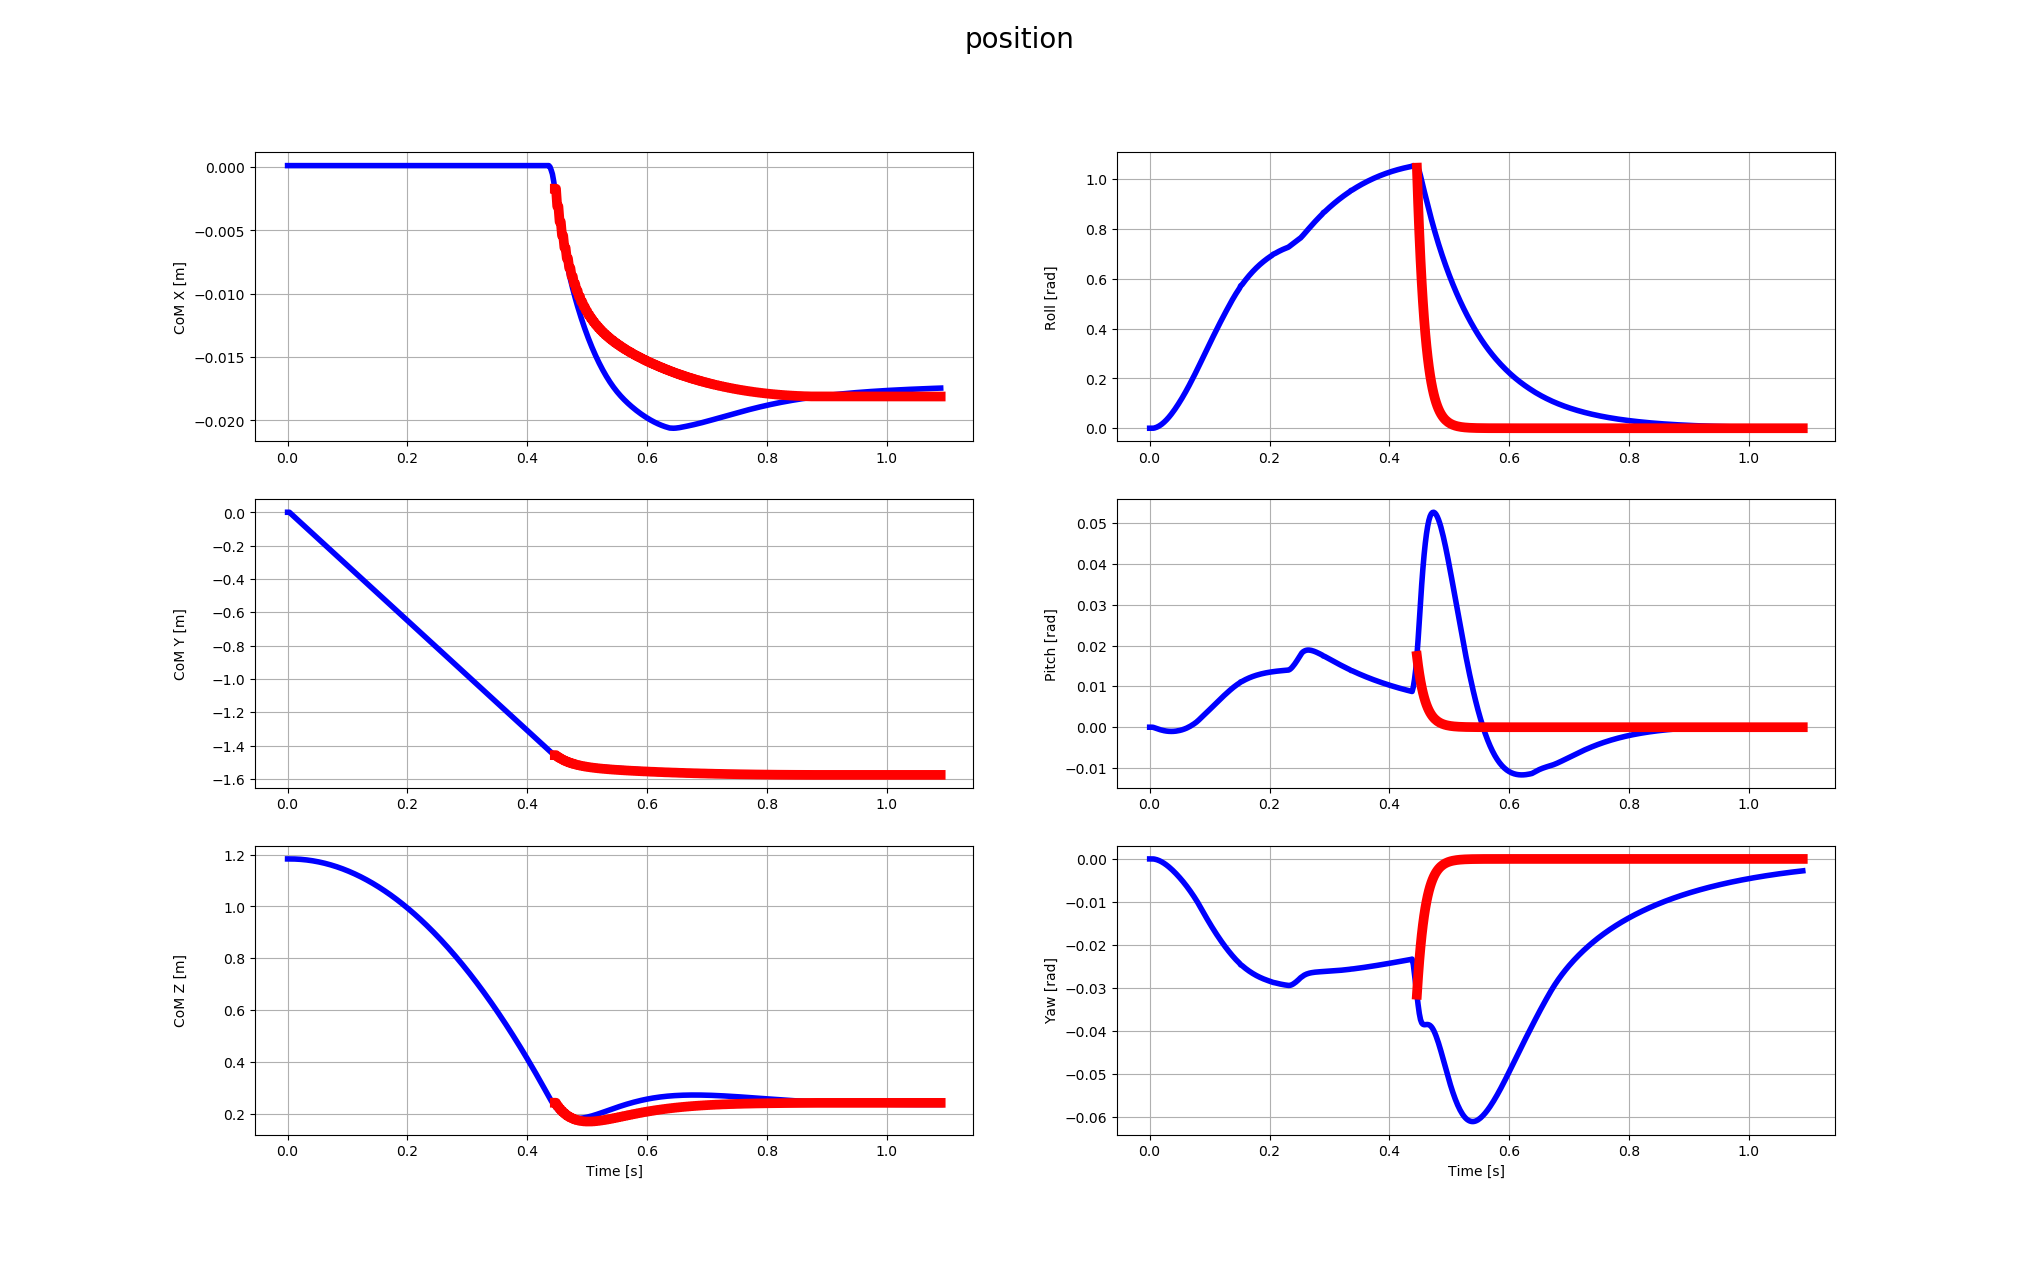 position
CoM X [m]
0.000
−0.005
−0.010
−0.015
−0.020
0.0 0.2 0.4 0.6 0.8 1.0
Roll [rad]
1.0
0.8
0.6
0.4
0.2
0.0
0.0 0.2 0.4 0.6 0.8 1.0
CoM Y [m]
0.0
−0.2
−0.4
−0.6
−0.8
−1.0
−1.2
−1.4
−1.6
0.0 0.2 0.4 0.6 0.8 1.0
Pitch [rad]
0.05
0.04
0.03
0.02
0.01
0.00
−0.01
0.0 0.2 0.4 0.6 0.8 1.0
CoM Z [m]
1.2
1.0
0.8
0.6
0.4
0.2
0.0 0.2 0.4 0.6 0.8 1.0
Time [s]
Yaw [rad]
0.00
−0.01
−0.02
−0.03
−0.04
−0.05
−0.06
0.0 0.2 0.4 0.6 0.8 1.0
Time [s]